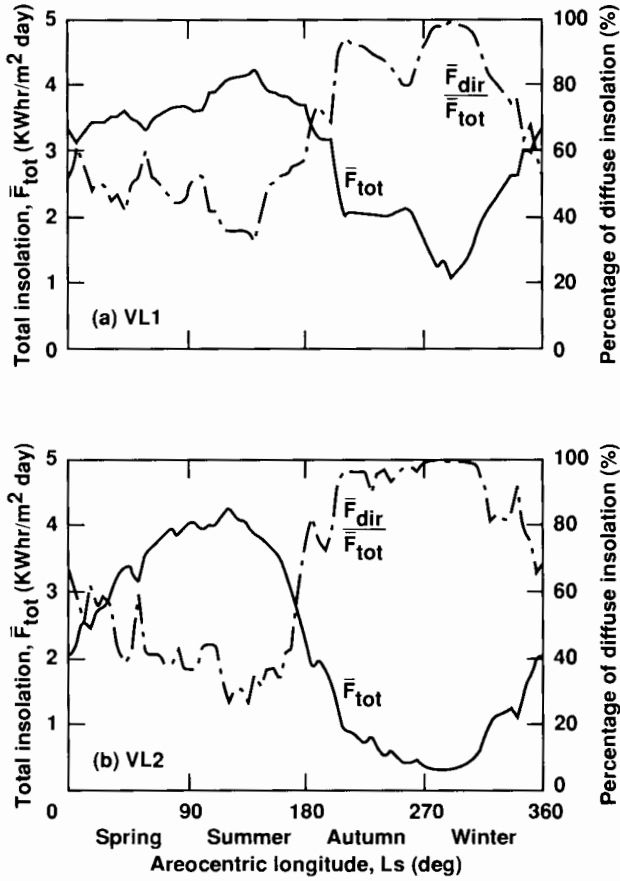 Total insolation, F̄tot (KWhr/m² day)
5
4
3
2
1
0
F̄dir
F̄tot
F̄tot
(a) VL1
100
80
60
40
20
0
Percentage of diffuse insolation (%)
Total insolation, F̄tot (KWhr/m² day)
5
4
3
2
1
F̄dir
F̄tot
F̄tot
(b) VL2
100
80
60
40
20
0
Percentage of diffuse insolation (%)
0 90 180 270 360
Spring Summer Autumn Winter
Areocentric longitude, Ls (deg)